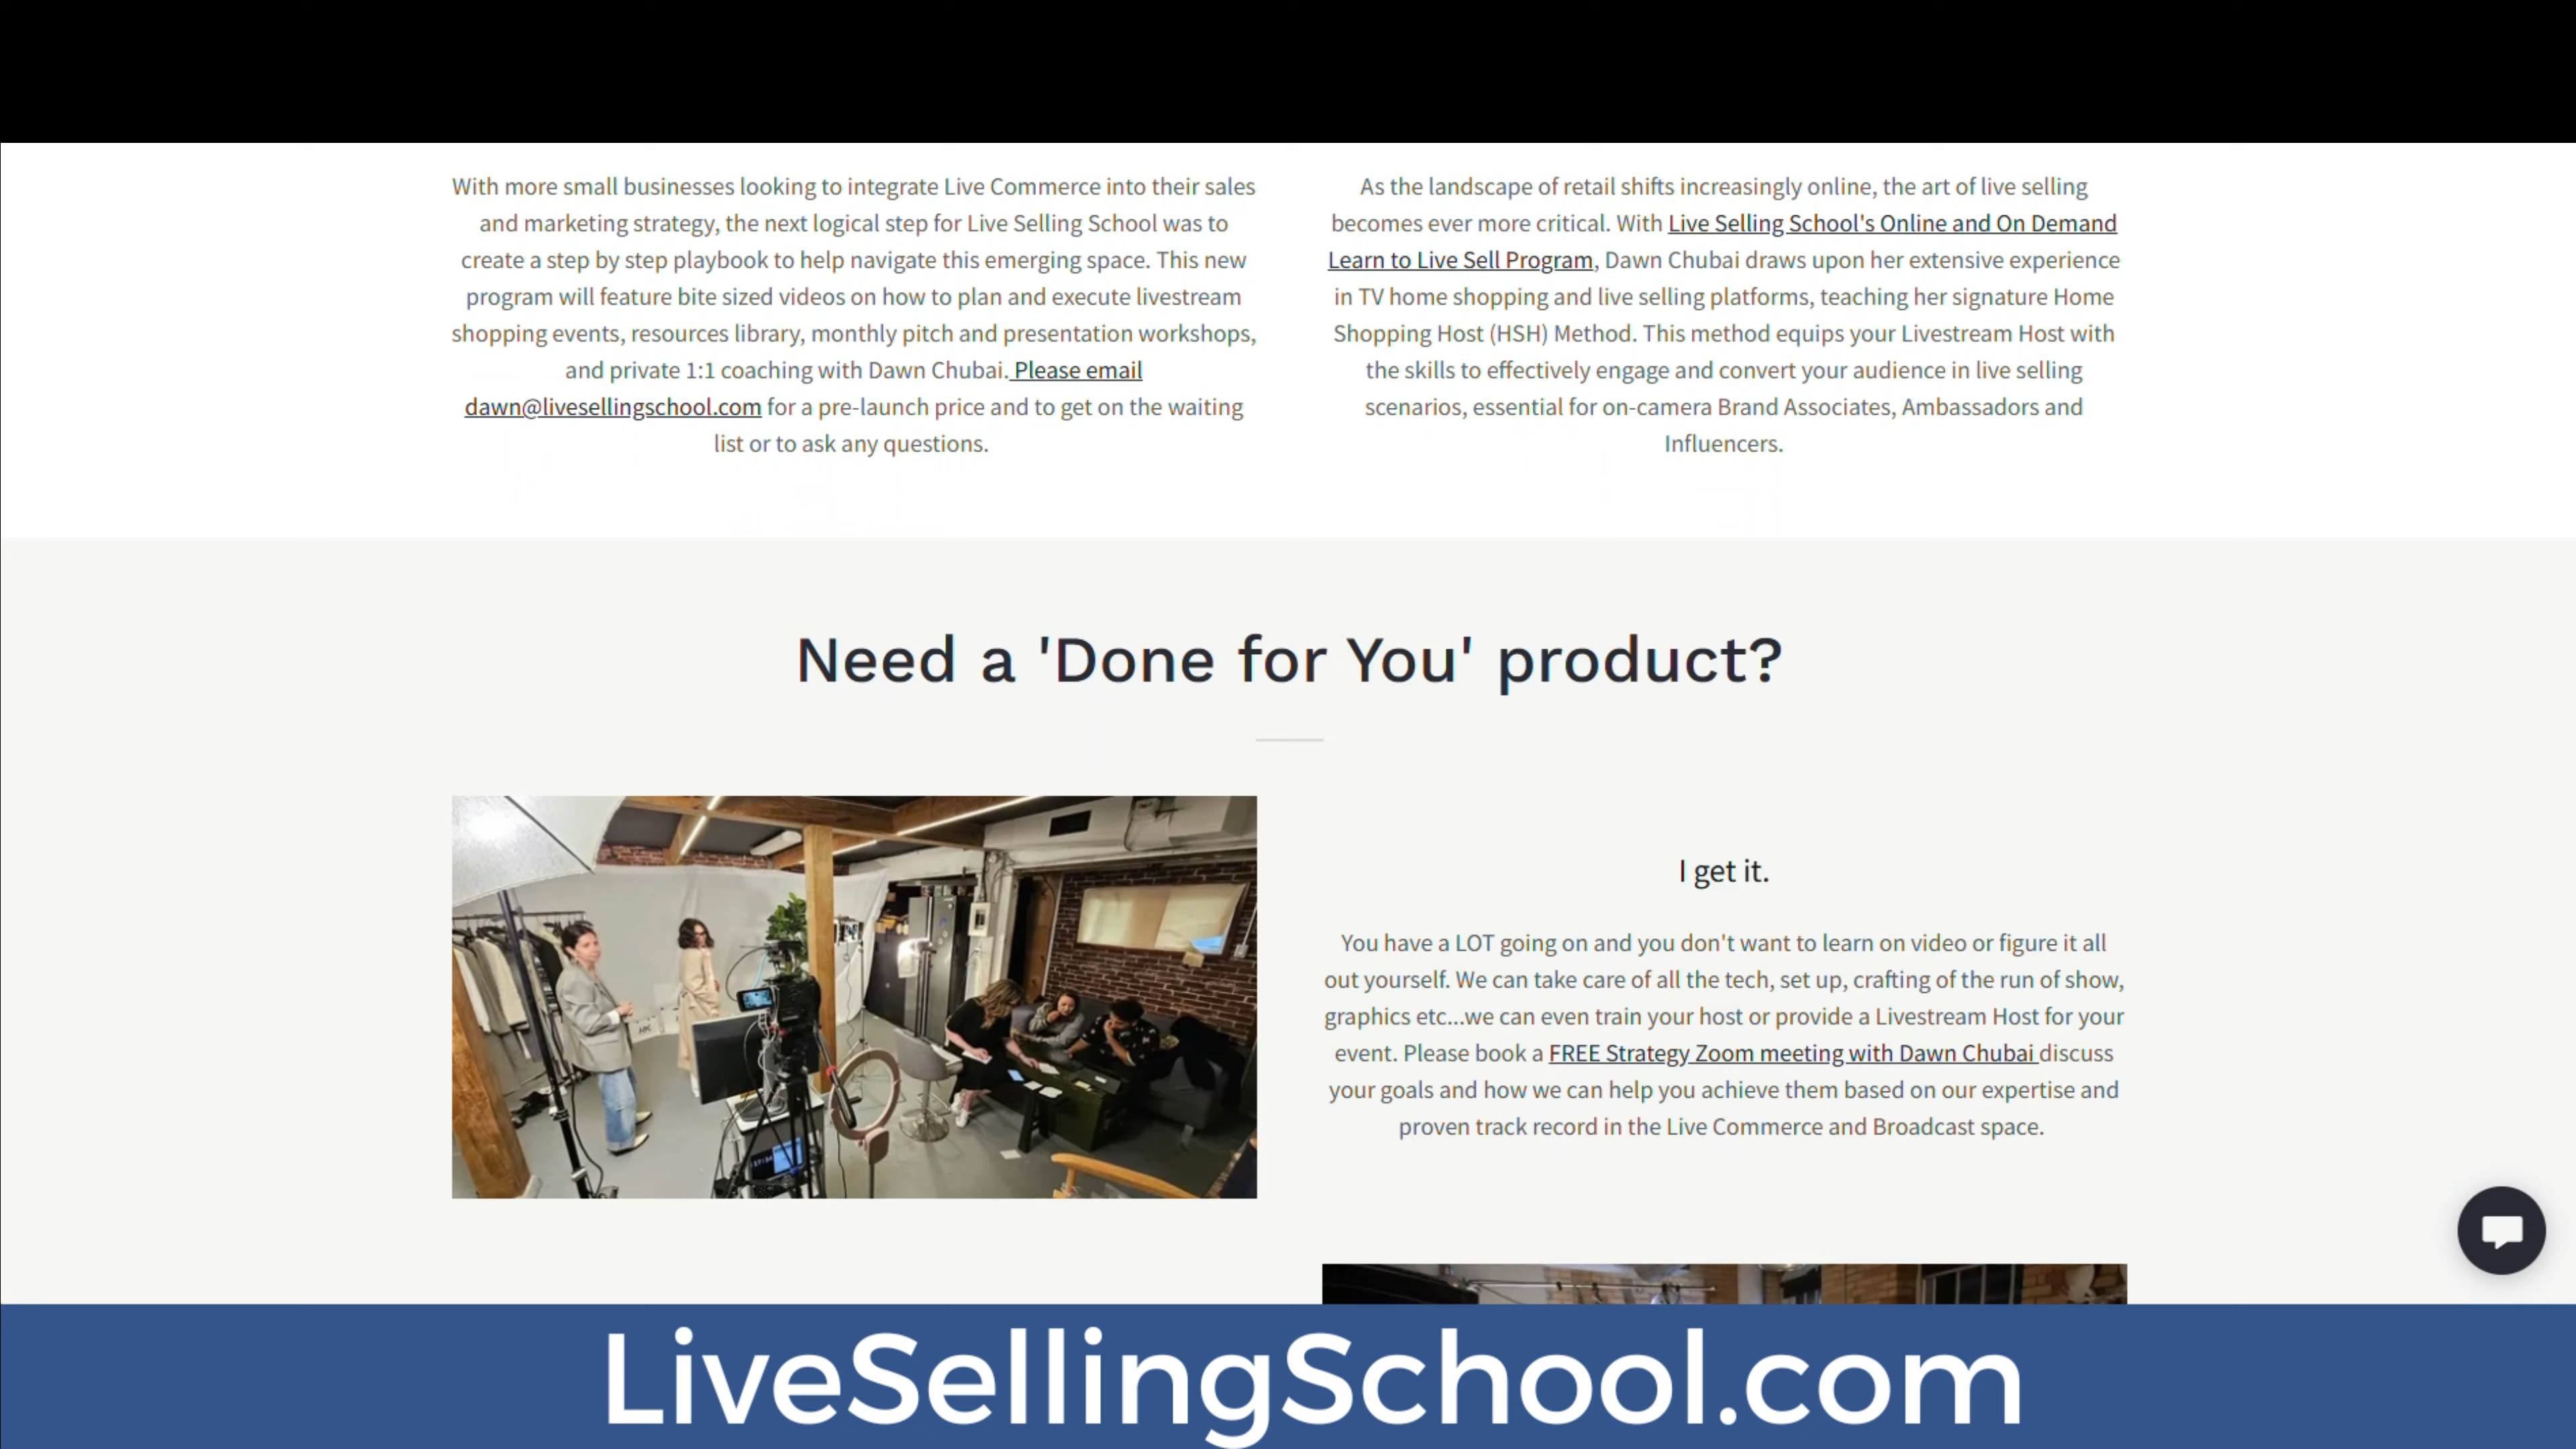 With more small businesses looking to integrate Live Commerce into their sales
and marketing strategy, the next logical step for Live Selling School was to
create a step by step playbook to help navigate this emerging space. This new
program will feature bite sized videos on how to plan and execute livestream
shopping events, resources library, monthly pitch and presentation workshops,
and private 1:1 coaching with Dawn Chubai. Please email
dawn@livesellingschool.com for a pre-launch price and to get on the waiting
list or to ask any questions.
As the landscape of retail shifts increasingly online, the art of live selling
becomes ever more critical. With Live Selling School's Online and On Demand
Learn to Live Sell Program, Dawn Chubai draws upon her extensive experience
in TV home shopping and live selling platforms, teaching her signature Home
Shopping Host (HSH) Method. This method equips your Livestream Host with
the skills to effectively engage and convert your audience in live selling
scenarios, essential for on-camera Brand Associates, Ambassadors and
Influencers.
Need a 'Done for You' product?
I get it.
You have a LOT going on and you don't want to learn on video or figure it all
out yourself. We can take care of all the tech, set up, crafting of the run of show,
graphics etc...we can even train your host or provide a Livestream Host for your
event. Please book a FREE Strategy Zoom meeting with Dawn Chubai discuss
your goals and how we can help you achieve them based on our expertise and
proven track record in the Live Commerce and Broadcast space.
LiveSellingSchool.com